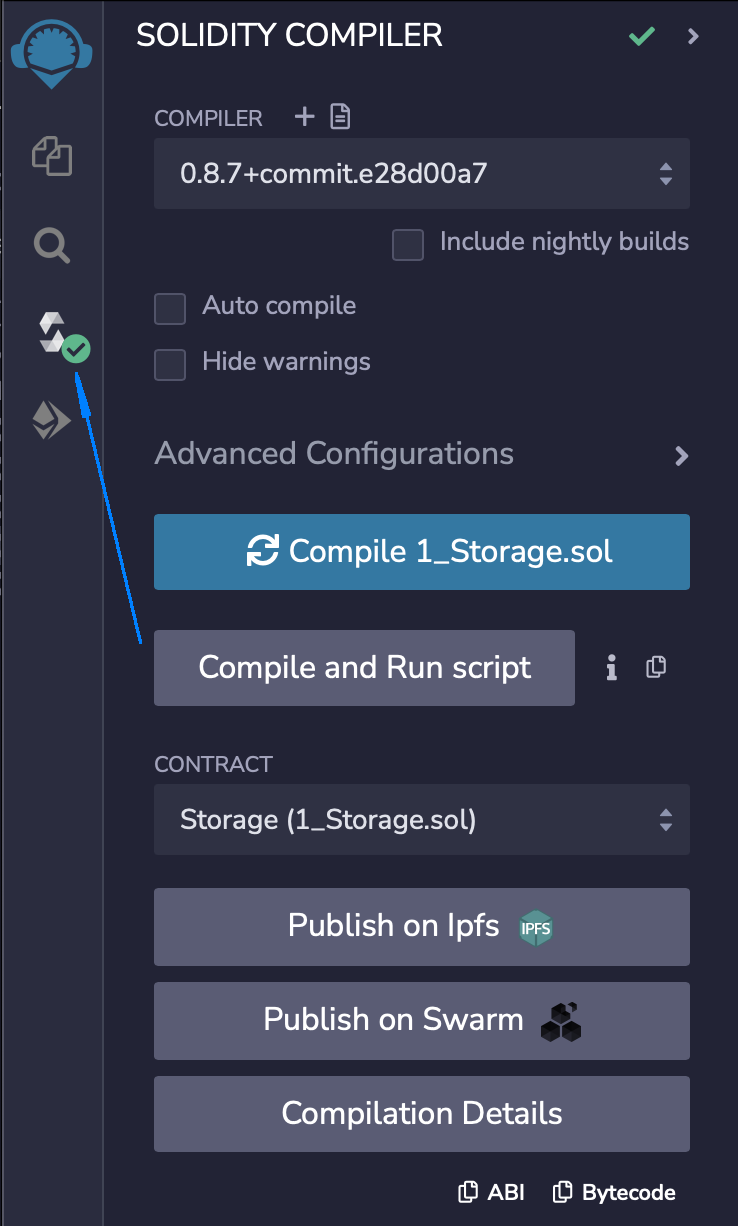 SOLIDITY COMPILER
COMPILER
0.8.7+commit.e28d00a7
Include nightly builds
Auto compile
Hide warnings
Advanced Configurations
Compile 1_Storage.sol
Compile and Run script
CONTRACT
Storage (1_Storage.sol)
Publish on Ipfs IPFS
Publish on Swarm
Compilation Details
ABI Bytecode